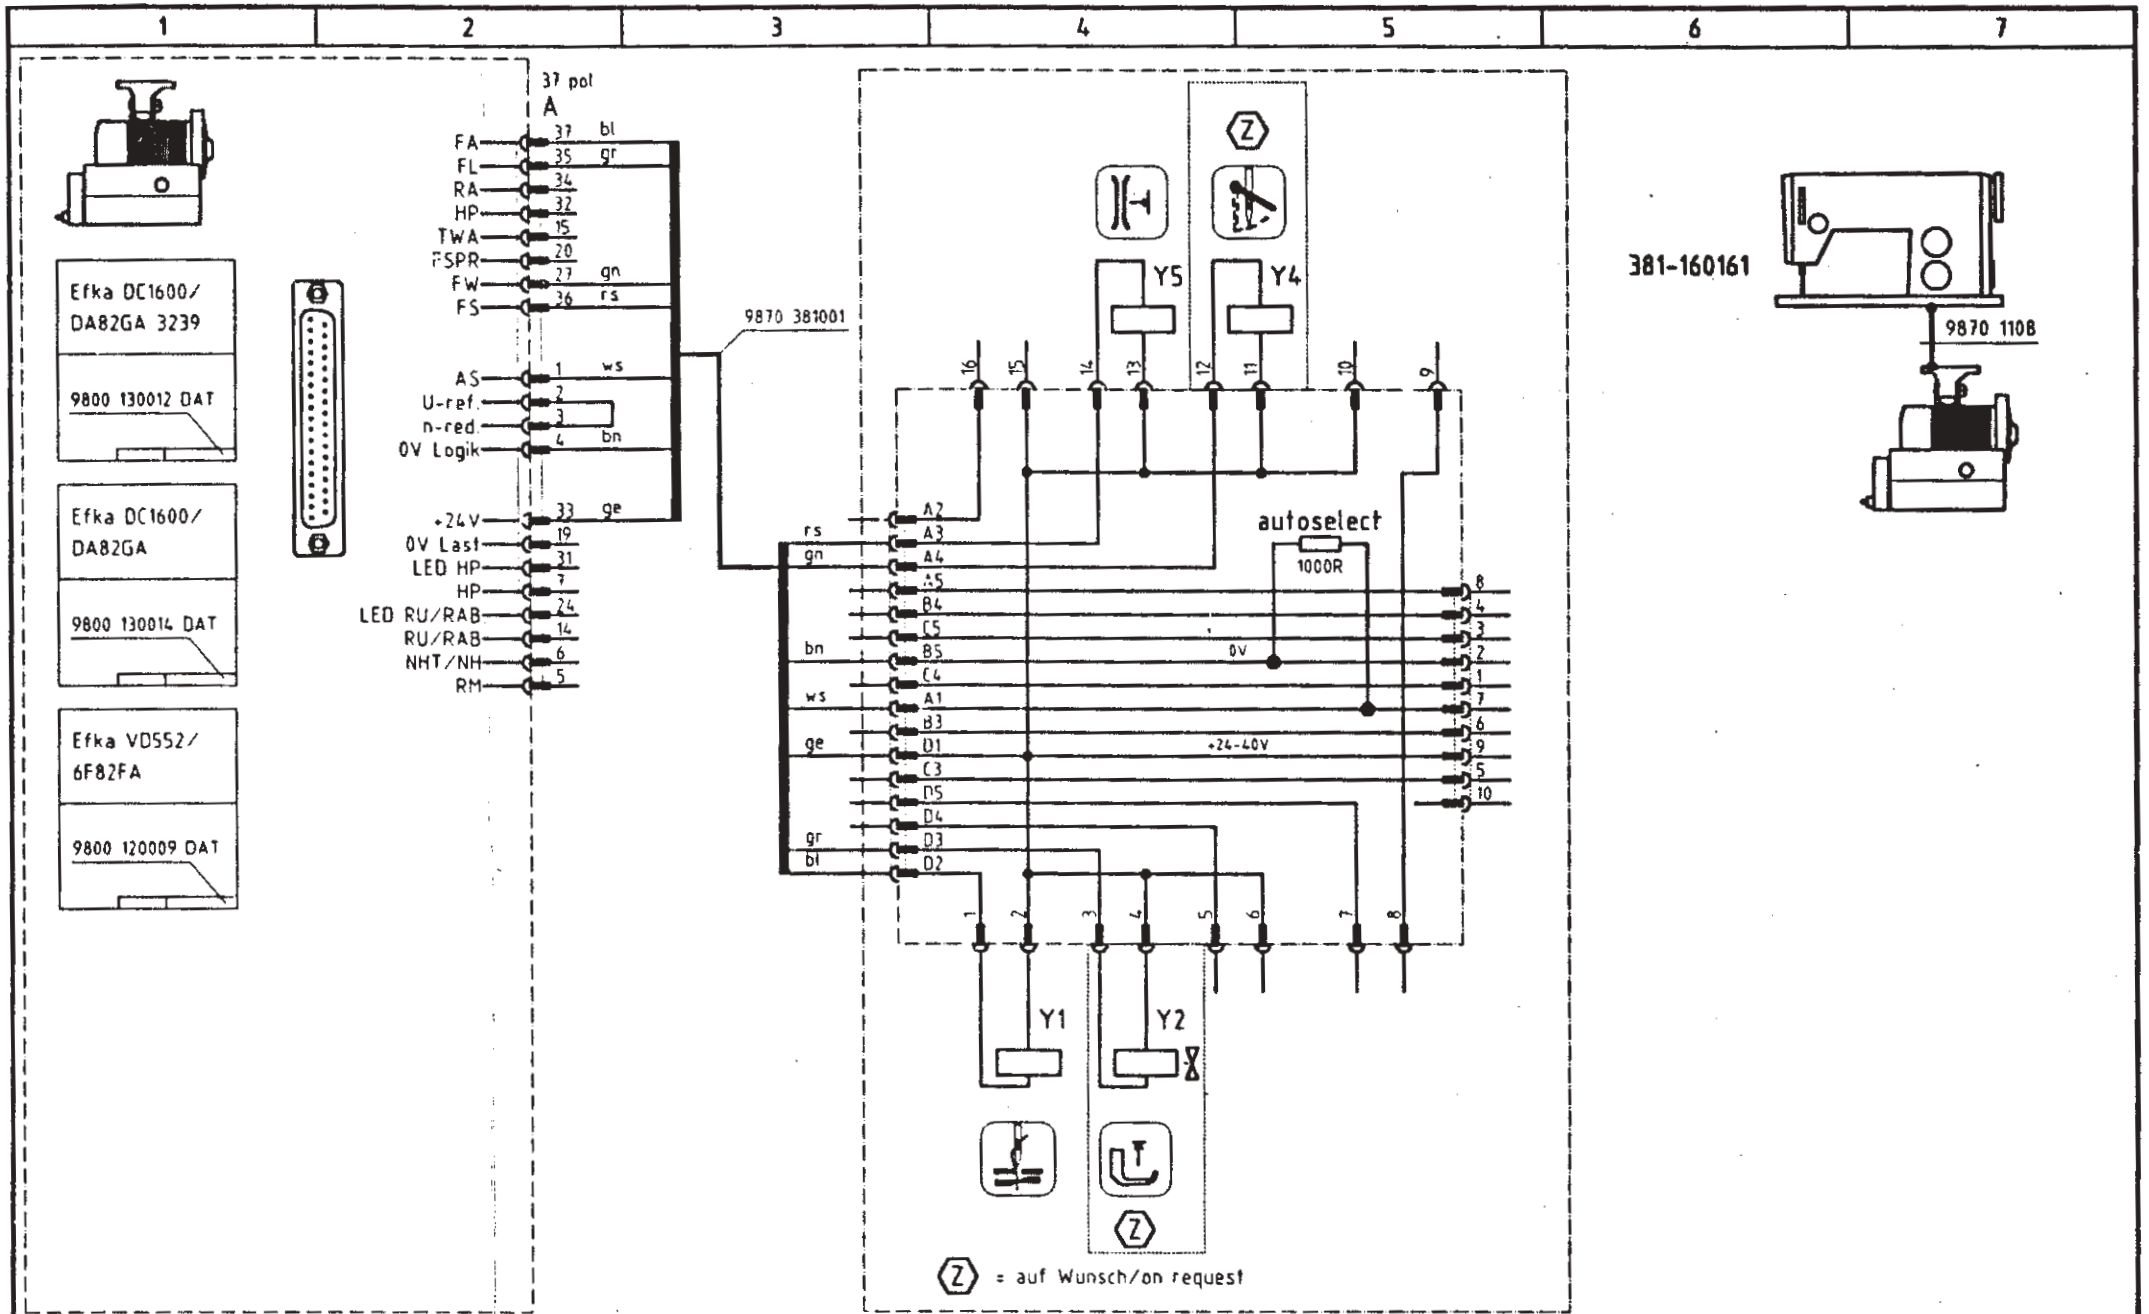 1 2 3 4 5 6 7
37 pol
A
FA 37 bl
FL 35 gr
RA 34
HP 32
TWA 15
FSPR 20
FW 27 gn
FS 36 rs
AS 1 ws
U-ref. 2
n-red. 3
0V Logik 4 bn
+24V 33 ge
0V Last 19
LED HP 31
HP 7
LED RU/RAB 24
RU/RAB 14
NHT/NH 6
RM 5
Efka DC1600/
DA82GA 3239
9800 130012 DAT
Efka DC1600/
DA82GA
9800 130014 DAT
Efka VD552/
6F82FA
9800 120009 DAT
9870 381001
Z
Y5
Y4
16 15 14 13 12 11 10 9
A2
rs A3
gn A4
A5 8
B4 4
C5 3
bn B5 0V 2
C4 1
ws A1 7
B3 6
ge D1 +24-40V 9
C3 5
D5 10
D4
gr D3
bl D2
autoselect
1000R
1 2 3 4 5 6 7 8
Y1
Y2
Z
Z = auf Wunsch/on request
381-160161
9870 110B